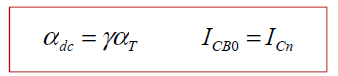 α_dc = γα_T    I_CB0 = I_Cn